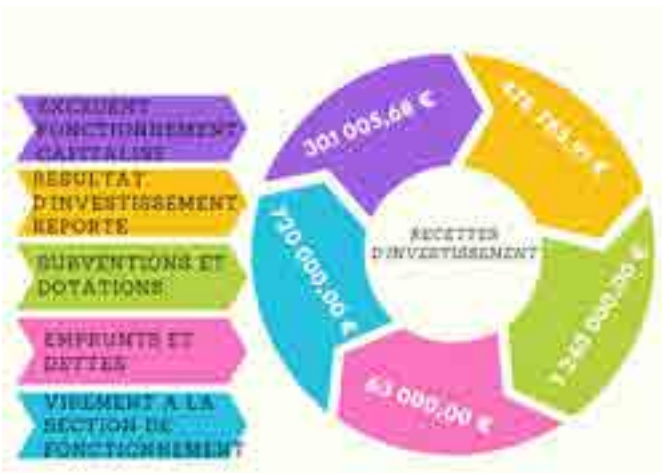 EXCEDENT
FONCTIONNEMENT
CAPITALISE
RESULTAT
D'INVESTISSEMENT
REPORTE
SUBVENTIONS ET
DOTATIONS
EMPRUNTS ET
DETTES
VIREMENT A LA
SECTION DE
FONCTIONNEMENT
301 005,68 €
RECETTES
D'INVESTISSEMENT
720 000,00 €
63 000,00 €